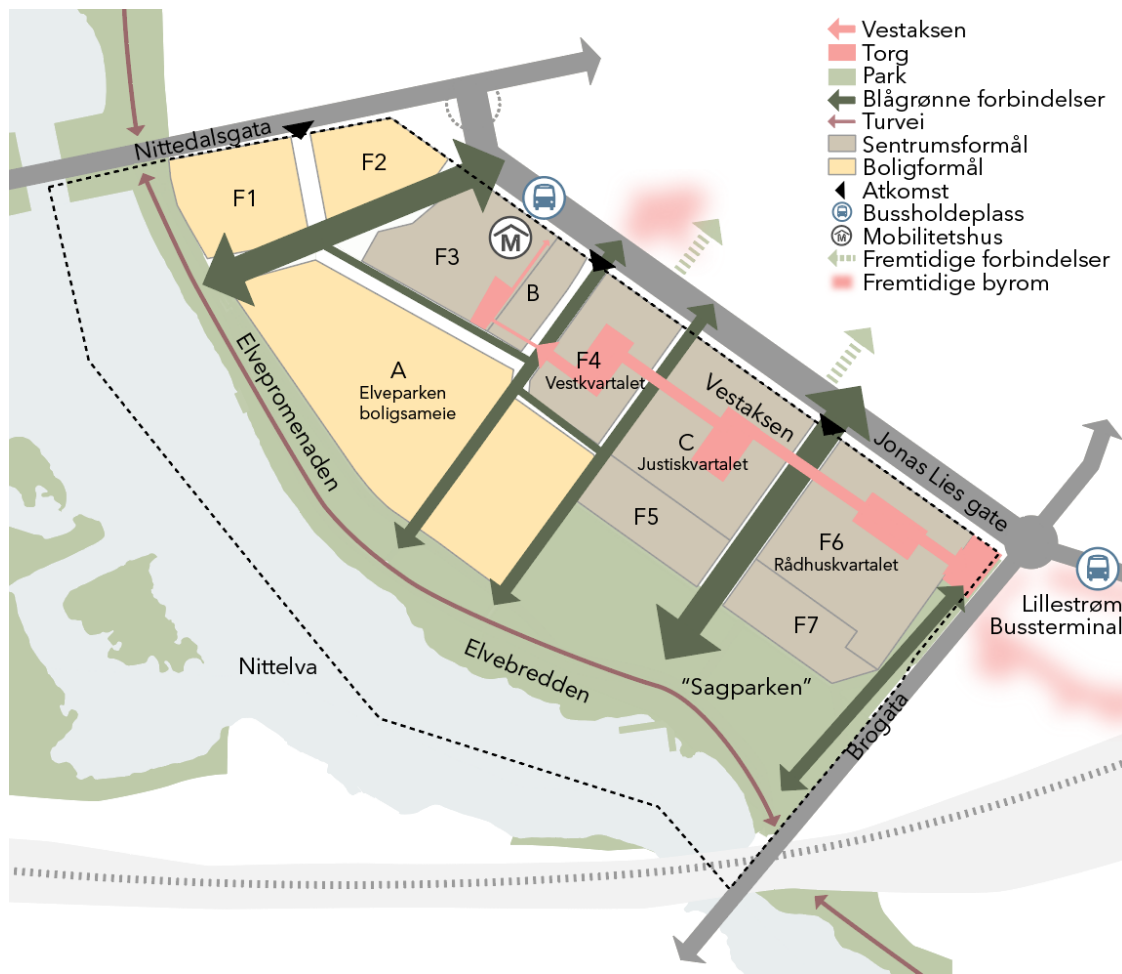 Vestaksen
Torg
Park
Blågrønne forbindelser
Turvei
Sentrumsformål
Boligformål
Atkomst
Bussholdeplass
Mobilitetshus
M
Fremtidige forbindelser
Fremtidige byrom
Nittedalsgata
F1
F2
F3
M
B
A
Elveparken
boligsameie
F4
Vestkvartalet
Vestaksen
C
Justiskvartalet
F5
Jonas Lies gate
F6
Rådhuskvartalet
F7
Lillestrøm
Bussterminal
Elvepromenaden
Elvebredden
Nittelva
"Sagparken"
Brogata